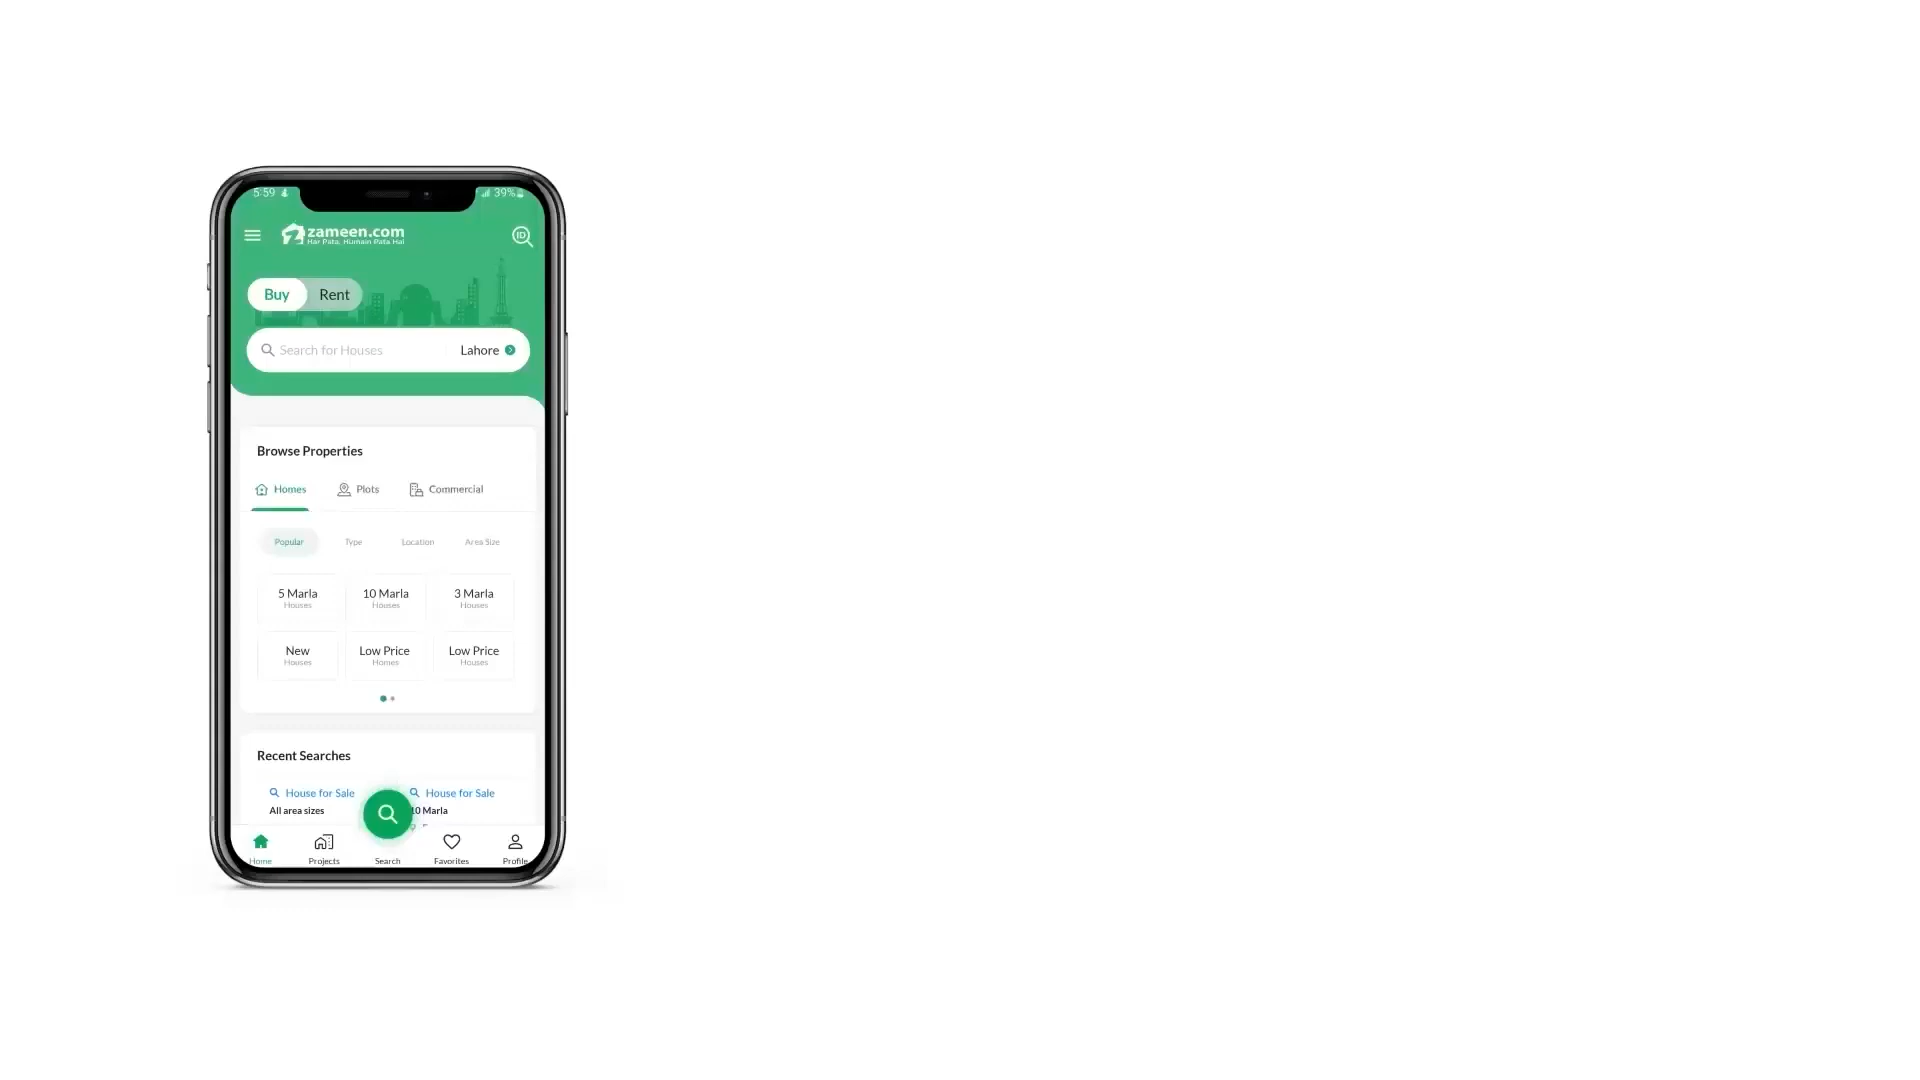 5:59 39%
zameen.com
Har Pata, Humain Pata Hai
ID
Buy Rent
Search for Houses Lahore
Browse Properties
Homes Plots Commercial
Popular Type Location Area Size
5 Marla 10 Marla 3 Marla
Houses Houses Houses
New Low Price Low Price
Houses Homes Houses
Recent Searches
House for Sale House for Sale
All area sizes 10 Marla
Home Projects Search Favorites Profile